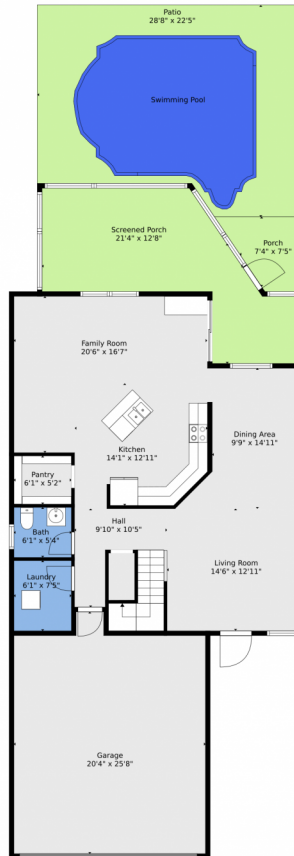 Patio
28'8" x 22'5"
Swimming Pool
Screened Porch
21'4" x 12'8"
Porch
7'4" x 7'5"
Family Room
20'6" x 16'7"
Kitchen
14'1" x 12'11"
Dining Area
9'9" x 14'11"
Pantry
6'1" x 5'2"
Hall
9'10" x 10'5"
Bath
6'1" x 5'4"
Laundry
6'1" x 7'5"
Living Room
14'6" x 12'11"
Garage
20'4" x 25'8"